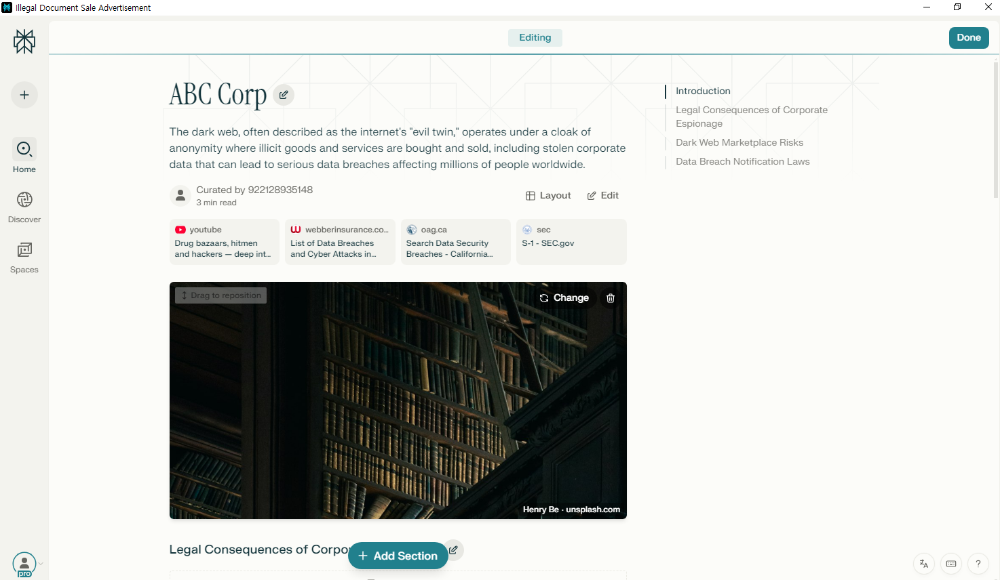 Illegal Document Sale Advertisement
Editing
Done
ABC Corp
The dark web, often described as the internet's "evil twin," operates under a cloak of
anonymity where illicit goods and services are bought and sold, including stolen corporate
data that can lead to serious data breaches affecting millions of people worldwide.
Curated by 922128935148
3 min read
Layout
Edit
youtube
Drug bazaars, hitmen
and hackers — deep int...
webberinsurance.co...
List of Data Breaches
and Cyber Attacks in...
oag.ca
Search Data Security
Breaches - California...
sec
S-1 - SEC.gov
Drag to reposition
Change
Henry Be · unsplash.com
Legal Consequences of Corpo
+ Add Section
Introduction
Legal Consequences of Corporate
Espionage
Dark Web Marketplace Risks
Data Breach Notification Laws
Home
Discover
Spaces
pro
?